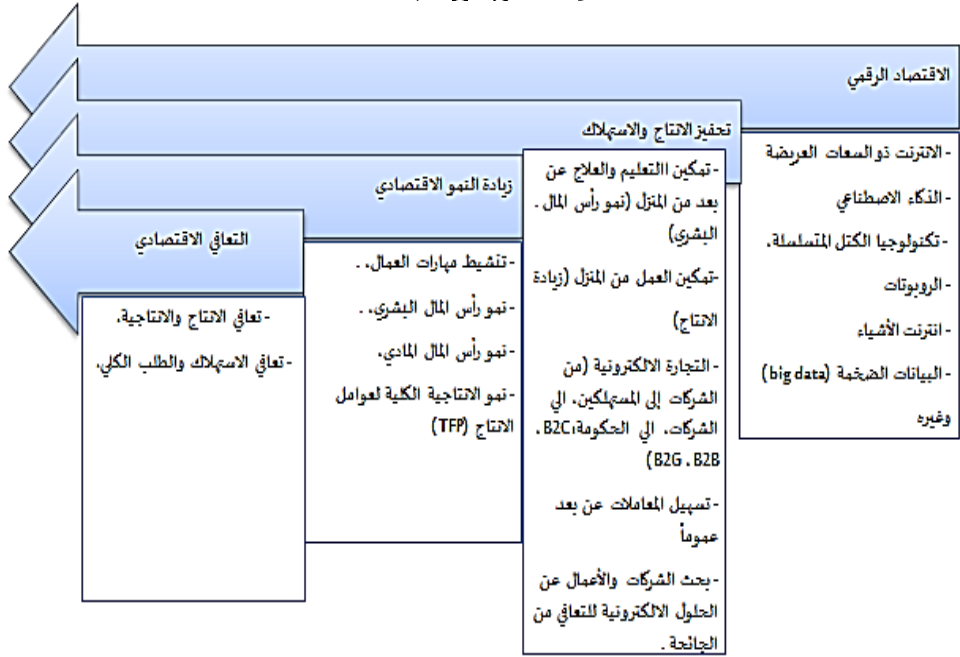 الاقتصاد الرقمي
- الانترنت ذو السعات العريضة
- الذكاء الاصطناعي
- تكنولوجيا الكتل المتسلسلة،
- الروبوتات
- انترنت الأشياء
- البيانات الضخمة (big data)
وغيره
تحفيز الانتاج والاستهلاك
- تمكين االتعليم والعلاج عن
بعد من المنزل (نمو رأس المال .
البشري)
- تمكين العمل من المنزل (زيادة
الانتاج)
- التجارة الالكترونية (من
الشركات إلى المستهلكين، الي
الشركات، الي الحكومة،B2C،
B2G ، B2B)
- تسهيل المعاملات عن بعد
عموماً
- بحث الشركات والأعمال عن
الحلول الالكترونية للتعافي من
الجائحة .
زيادة النمو الاقتصادي
- تنشيط مهارات العمال، .
- نمو رأس المال البشري، .
- نمو رأس المال المادي،
- نمو الانتاجية الكلية لعوامل
الانتاج (TFP)
التعافي الاقتصادي
- تعافي الانتاج والانتاجية،
- تعافي الاستهلاك والطلب الكلي،